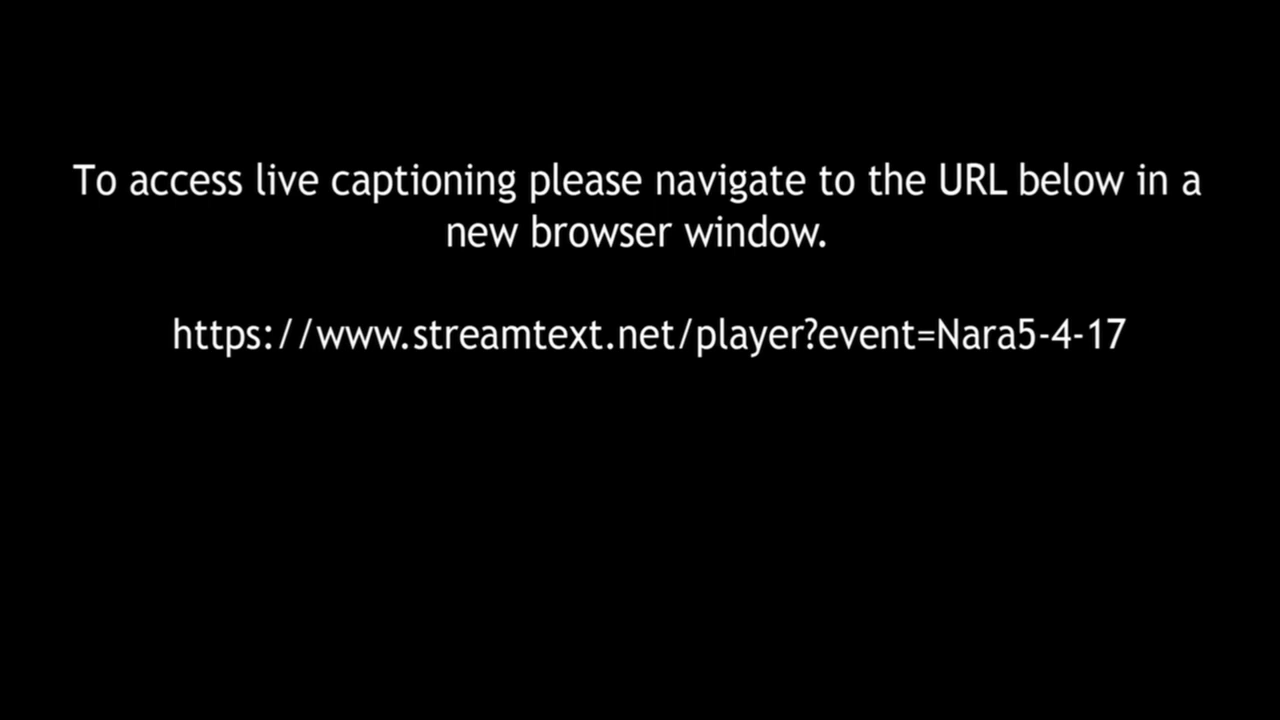 To access live captioning please navigate to the URL below in a
new browser window.
https://www.streamtext.net/player?event=Nara5-4-17